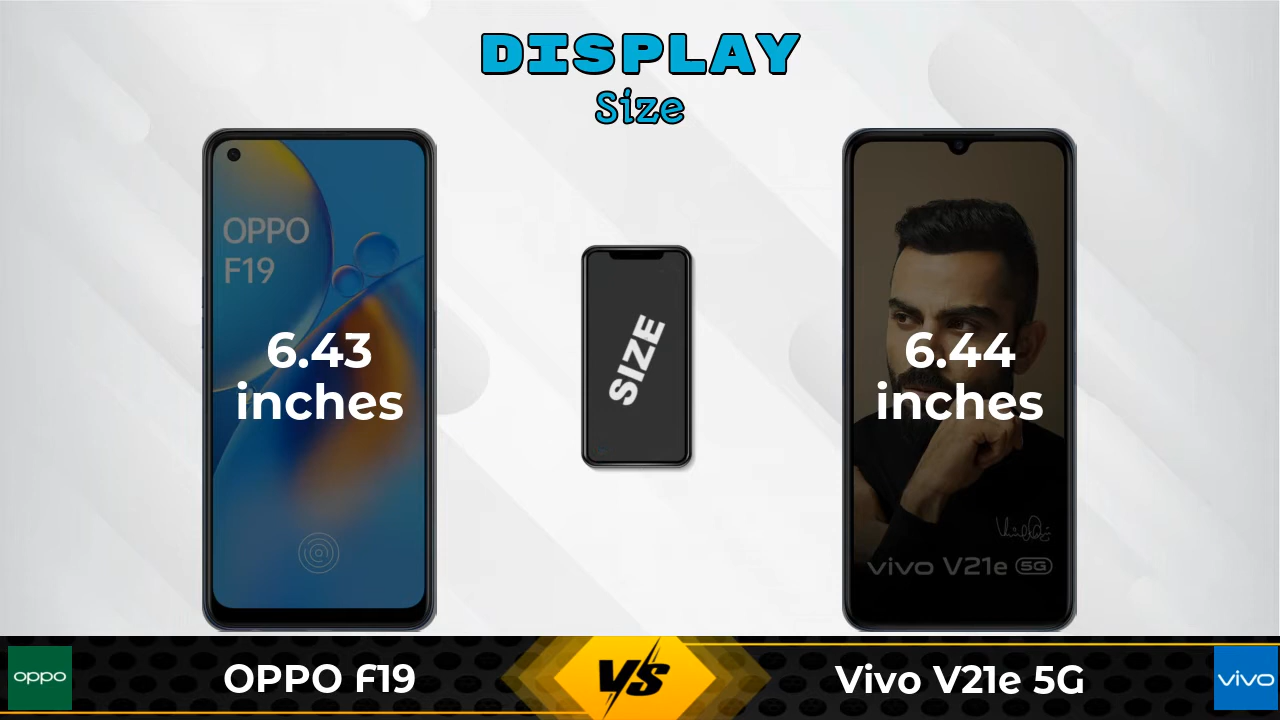 DISPLAY
Size
OPPO
F19
6.43
inches
SIZE
6.44
inches
vivo V21e 5G
oppo
OPPO F19
VS
Vivo V21e 5G
vivo